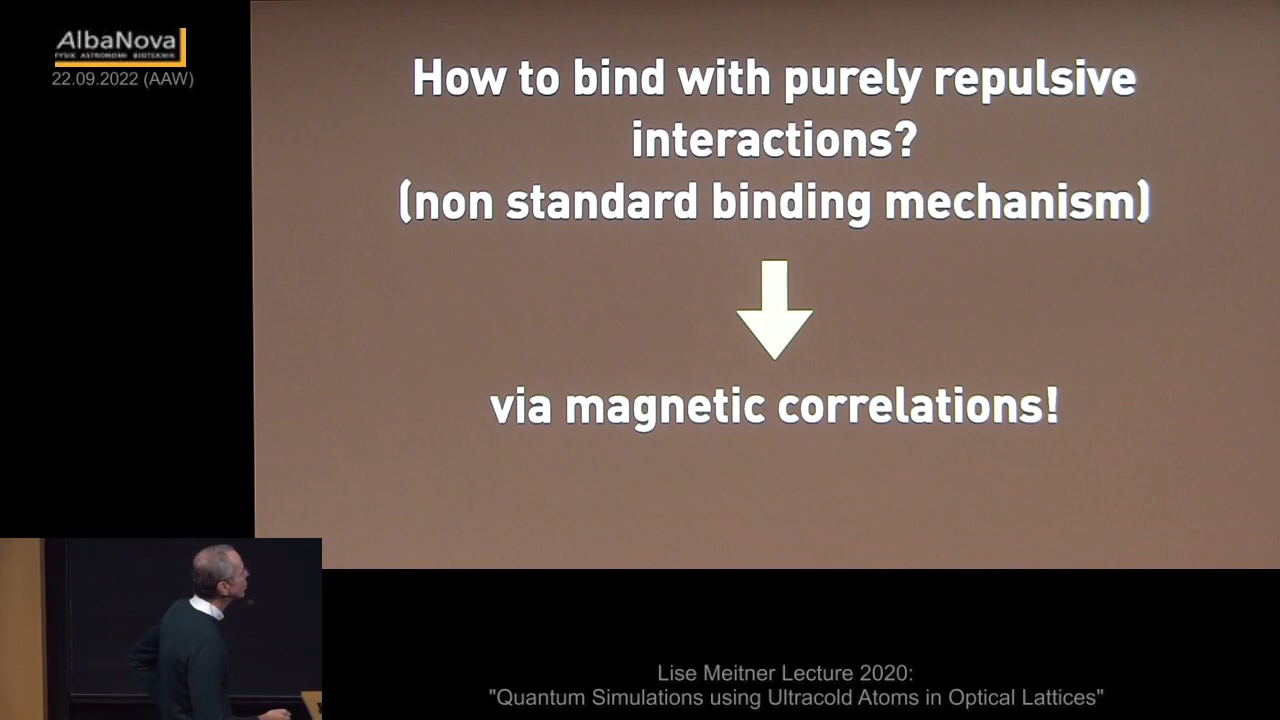 AlbaNova
FYSIK ASTRONOMI BIOTEKNIK
22.09.2022 (AAW)
How to bind with purely repulsive
interactions?
(non standard binding mechanism)
via magnetic correlations!
Lise Meitner Lecture 2020:
"Quantum Simulations using Ultracold Atoms in Optical Lattices"